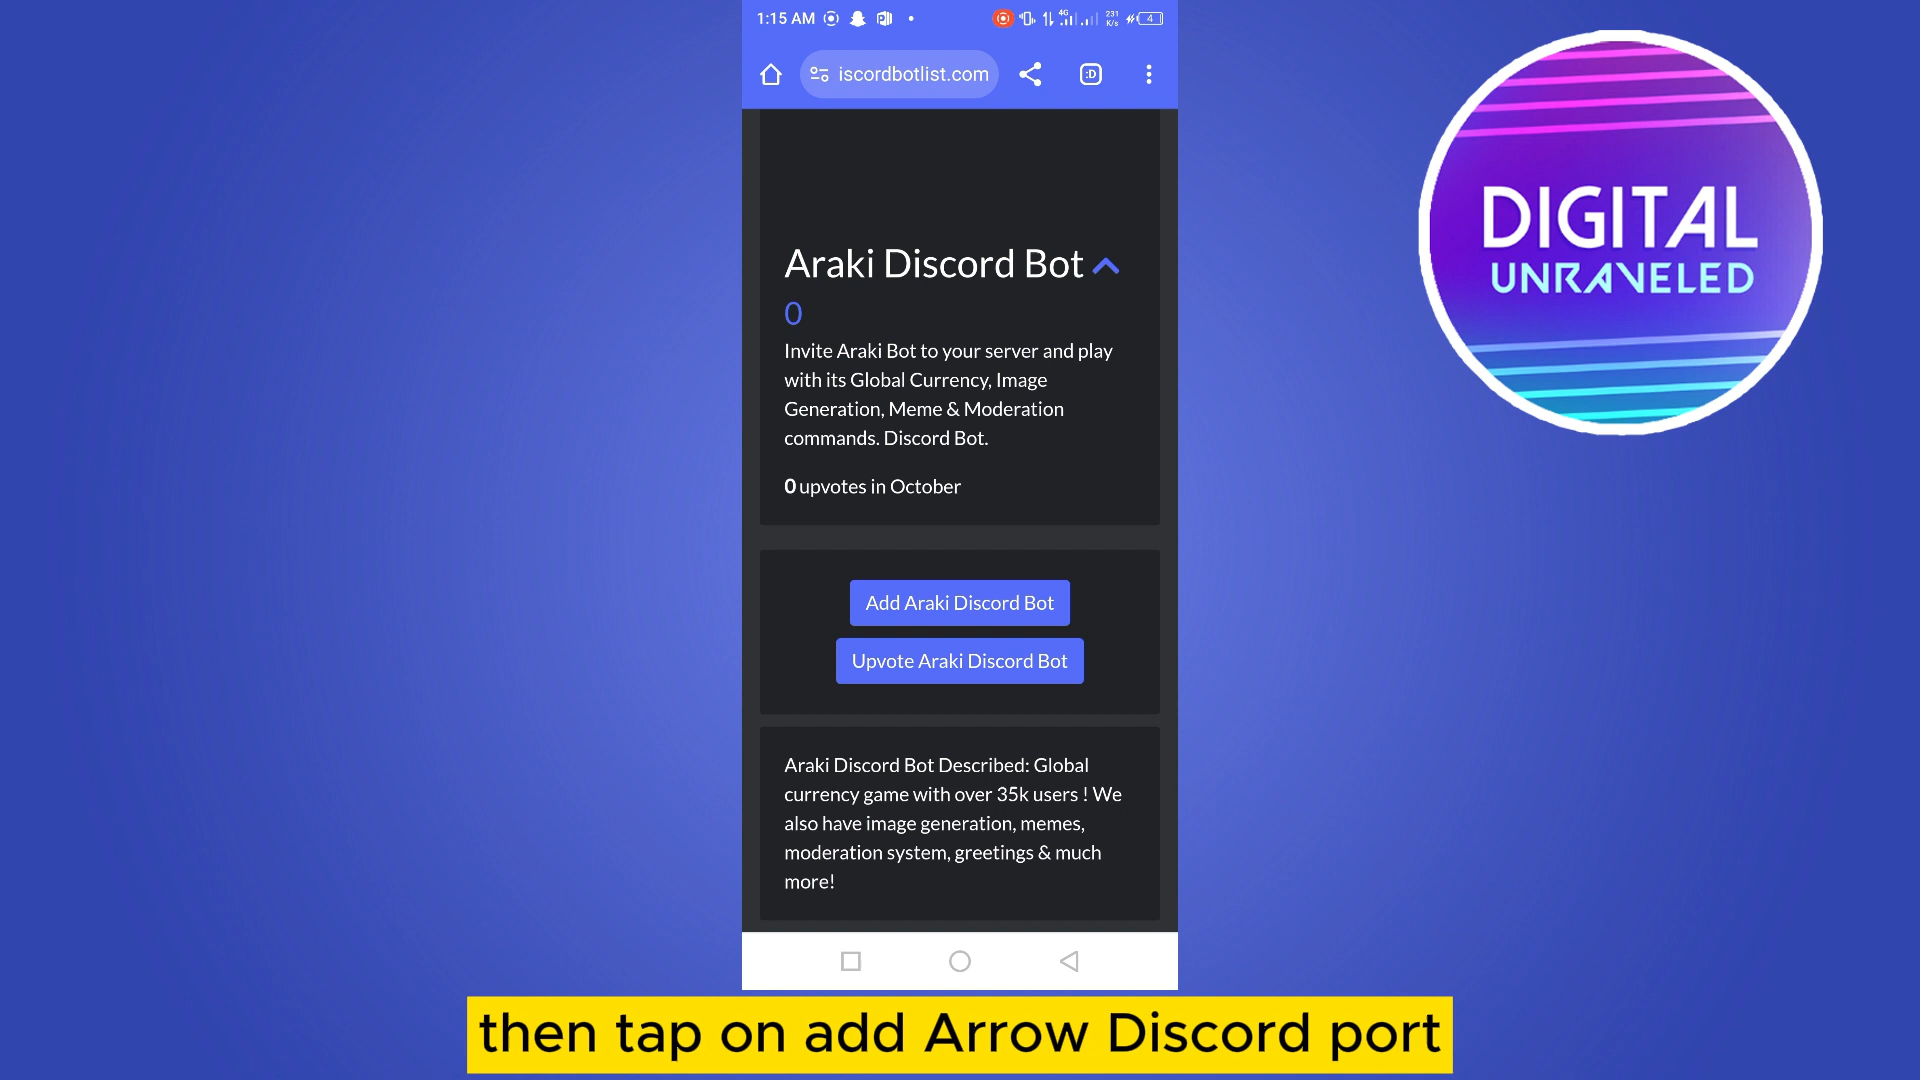 1:15 AM
4G
231
K/s
4
iscordbotlist.com
:D
DIGITAL
UNRAVELED
Araki Discord Bot
0
Invite Araki Bot to your server and play
with its Global Currency, Image
Generation, Meme & Moderation
commands. Discord Bot.
0 upvotes in October
Add Araki Discord Bot
Upvote Araki Discord Bot
Araki Discord Bot Described: Global
currency game with over 35k users ! We
also have image generation, memes,
moderation system, greetings & much
more!
then tap on add Arrow Discord port